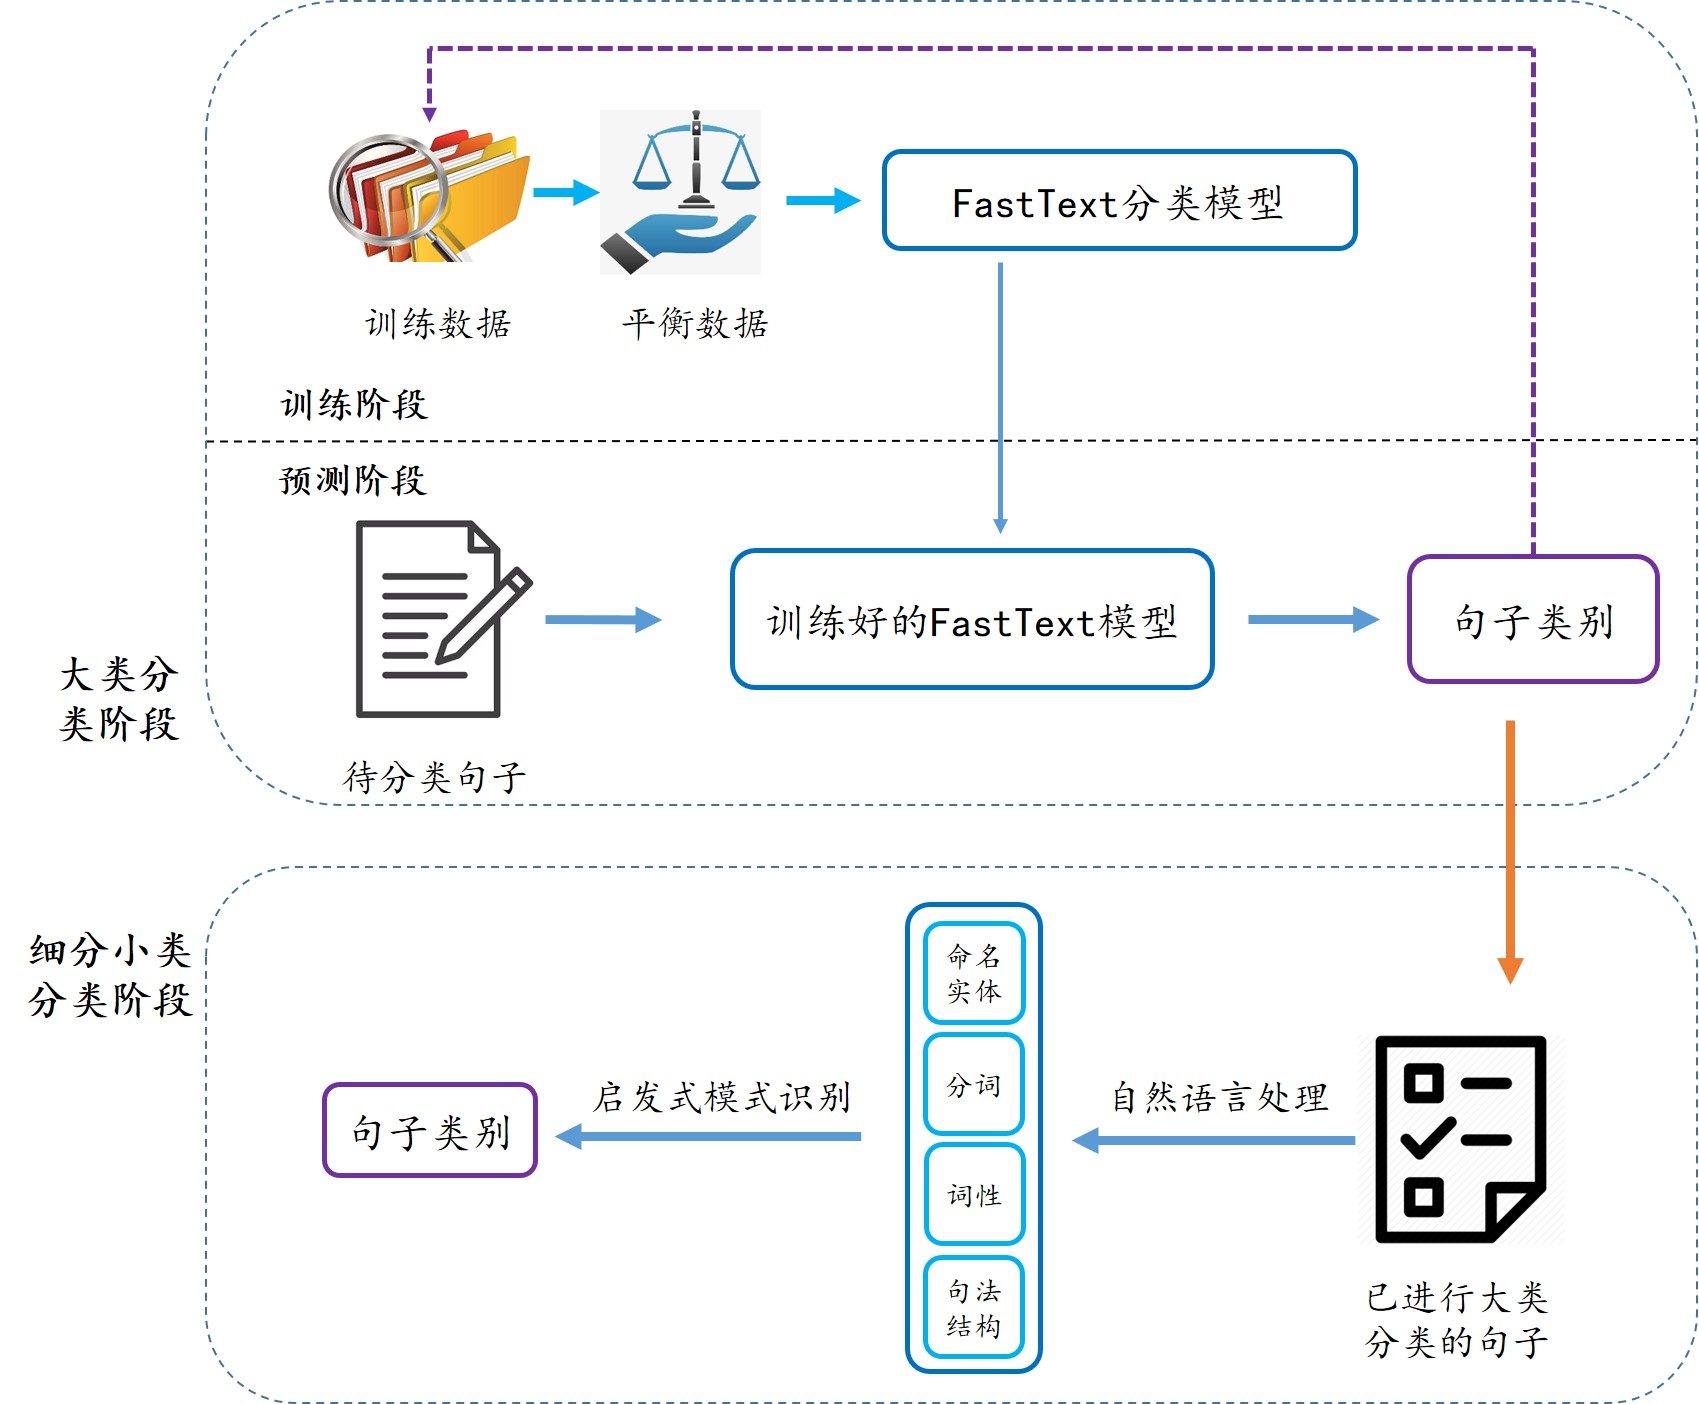 FastText分类模型
训练数据
平衡数据
训练阶段
预测阶段
训练好的FastText模型
句子类别
大类分
类阶段
待分类句子
细分小类
分类阶段
命名
实体
分词
词性
句法
结构
启发式模式识别
自然语言处理
句子类别
已进行大类
分类的句子